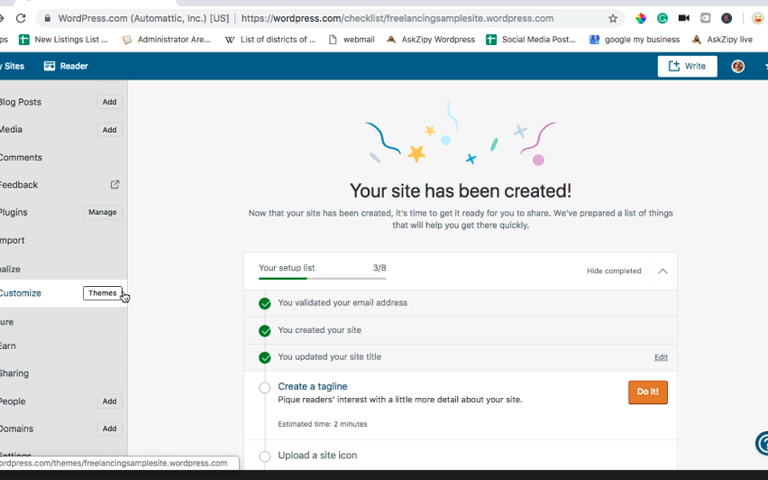 WordPress.com (Automattic, Inc.) [US] https://wordpress.com/checklist/freelancingsamplesite.wordpress.com
ps New Listings List ... Administrator Are... List of districts of ... webmail AskZipy Wordpress Social Media Post... google my business AskZipy live
y Sites Reader Write
Blog Posts Add
Media Add
Comments
Feedback
Plugins Manage
mport
nalize
Customize Themes
ure
Earn
Sharing
People Add
Domains Add
Settings
ordpress.com/themes/freelancingsamplesite.wordpress.com
Your site has been created!
Now that your site has been created, it's time to get it ready for you to share. We've prepared a list of things
that will help you get there quickly.
Your setup list 3/8 Hide completed
You validated your email address
You created your site
You updated your site title Edit
Create a tagline Do it!
Pique readers' interest with a little more detail about your site.
Estimated time: 2 minutes
Upload a site icon